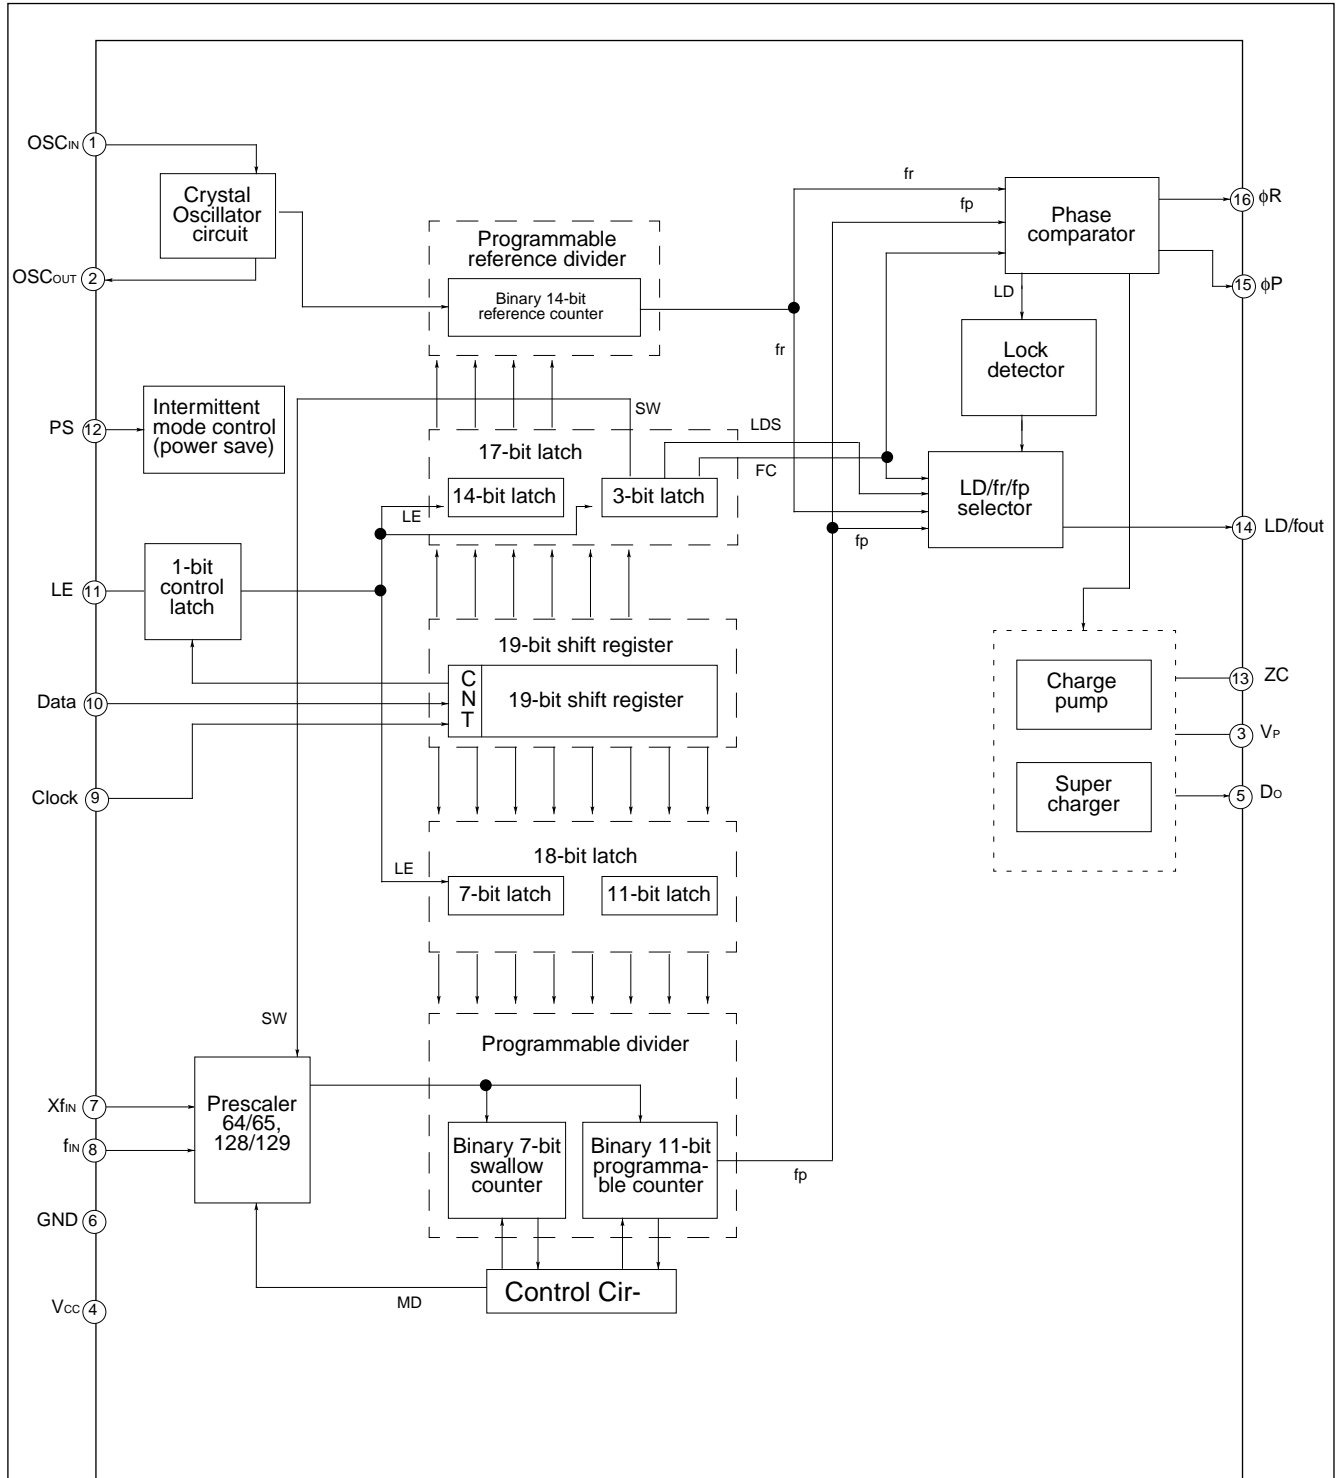 OSCIN 1
Crystal
Oscillator
circuit
OSCOUT 2
Programmable
reference divider
Binary 14-bit
reference counter
fr
fp
Phase
comparator
16 ϕR
15 ϕP
LD
fr
Lock
detector
PS 12
Intermittent
mode control
(power save)
SW
LDS
FC
17-bit latch
14-bit latch
3-bit latch
LE
LD/fr/fp
selector
14 LD/fout
fp
LE 11
1-bit
control
latch
19-bit shift register
C
N
T
19-bit shift register
Data 10
Clock 9
Charge
pump
Super
charger
13 ZC
3 VP
5 DO
18-bit latch
LE
7-bit latch
11-bit latch
SW
Programmable divider
XfIN 7
fIN 8
Prescaler
64/65,
128/129
Binary 7-bit
swallow
counter
Binary 11-bit
programma-
ble counter
fp
GND 6
Control Cir-
MD
VCC 4